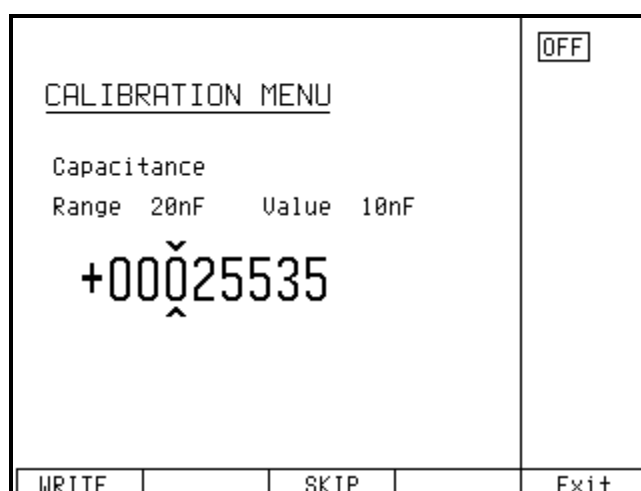 OFF
CALIBRATION MENU
Capacitance
Range 20nF Value 10nF
+00025535
WRITE SKIP Exit